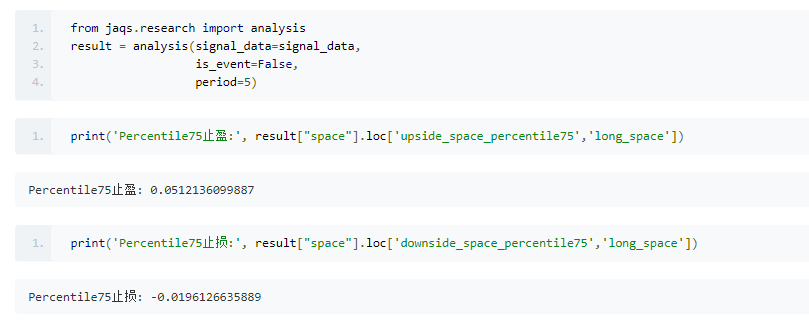 1. from jaqs.research import analysis
2. result = analysis(signal_data=signal_data,
3.                  is_event=False,
4.                  period=5)
1. print('Percentile75止盈:', result["space"].loc['upside_space_percentile75','long_space'])
Percentile75止盈: 0.0512136099887
1. print('Percentile75止损:', result["space"].loc['downside_space_percentile75','long_space'])
Percentile75止损: -0.0196126635889